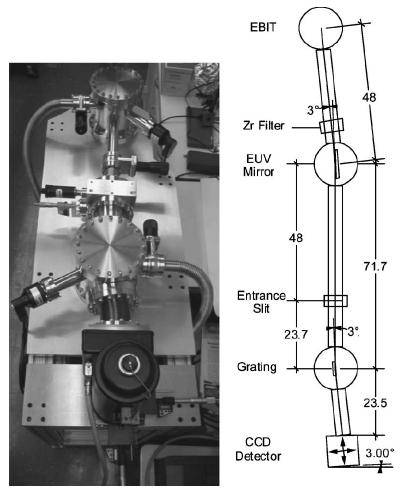 EBIT
48
3°
Zr Filter
EUV
Mirror
48
71.7
Entrance
Slit
23.7
3°
Grating
23.5
CCD
Detector
3.00°